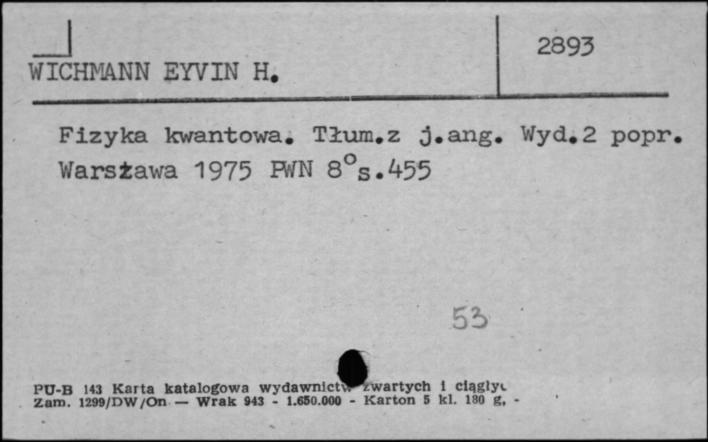 2893
WICHMANN EYVIN H.
Fizyka kwantowa. Tłum.z j.ang. Wyd.2 popr.
Warszawa 1975 PWN 8°s.455
53
PU-B 143 Karta katalogowa wydawnictw zwartych i ciągłyc
Zam. 1299/DW/On — Wrak 943 - 1.650.000 - Karton 5 kl. 180 g, -